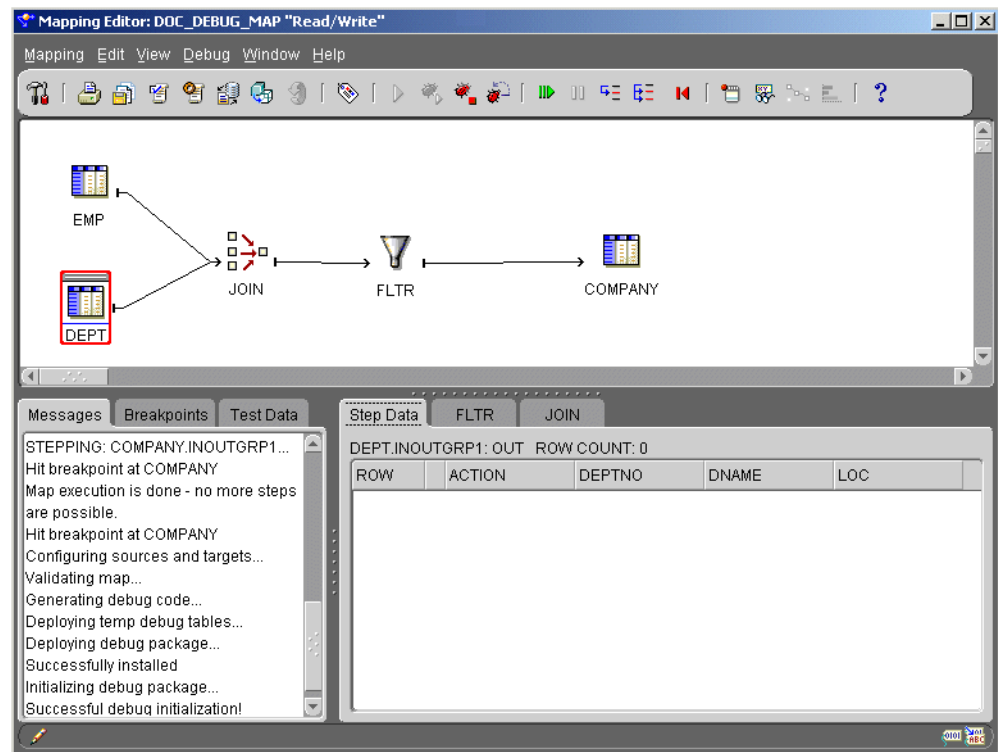 Mapping Editor: DOC_DEBUG_MAP "Read/Write"
Mapping Edit View Debug Window Help
EMP
DEPT
JOIN
FLTR
COMPANY
Messages Breakpoints Test Data
STEPPING: COMPANY.INOUTGRP1...
Hit breakpoint at COMPANY
Map execution is done - no more steps
are possible.
Hit breakpoint at COMPANY
Configuring sources and targets...
Validating map...
Generating debug code...
Deploying temp debug tables...
Deploying debug package...
Successfully installed
Initializing debug package...
Successful debug initialization!
Step Data FLTR JOIN
DEPT.INOUTGRP1: OUT ROW COUNT: 0
ROW ACTION DEPTNO DNAME LOC